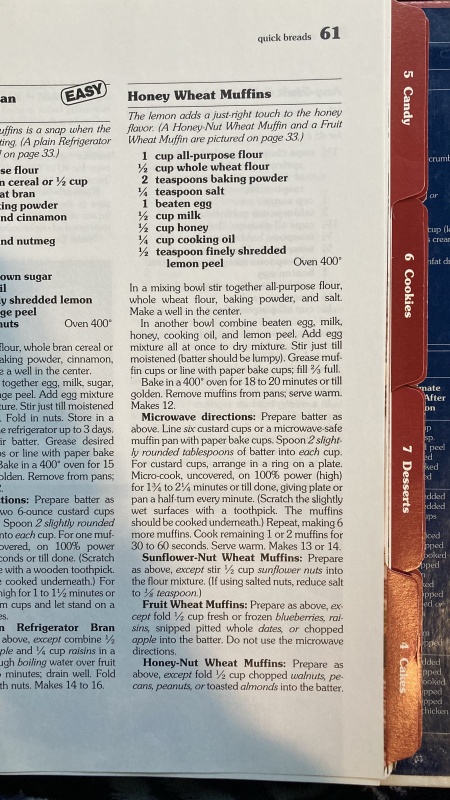 quick breads 61
an
EASY
uffins is a snap when the
ting. (A plain Refrigerator
d on page 33.)
se flour
n cereal or ½ cup
at bran
king powder
nd cinnamon
nd nutmeg
own sugar
il
ly shredded lemon
ge peel
nuts Oven 400°
flour, whole bran cereal or
aking powder, cinnamon,
e a well in the center.
together egg, milk, sugar,
nge peel. Add egg mixture
ture. Stir just till moistened
. Fold in nuts. Store in a
e refrigerator up to 3 days.
ir batter. Grease desired
s or line with paper bake
Bake in a 400° oven for 15
olden. Remove from pans;
tions: Prepare batter as
wo 6-ounce custard cups
Spoon 2 slightly rounded
nto each cup. For one muf-
overed, on 100% power
conds or till done. (Scratch
e with a wooden toothpick.
e cooked underneath.) For
high for 1 to 1½ minutes or
m cups and let stand on a
es.
n Refrigerator Bran
above, except combine ½
ple and ¼ cup raisins in a
ugh boiling water over fruit
minutes; drain well. Fold
th nuts. Makes 14 to 16.
Honey Wheat Muffins
The lemon adds a just-right touch to the honey
flavor. (A Honey-Nut Wheat Muffin and a Fruit
Wheat Muffin are pictured on page 33.)
1 cup all-purpose flour
½ cup whole wheat flour
2 teaspoons baking powder
¼ teaspoon salt
1 beaten egg
½ cup milk
½ cup honey
¼ cup cooking oil
½ teaspoon finely shredded
lemon peel Oven 400°
In a mixing bowl stir together all-purpose flour,
whole wheat flour, baking powder, and salt.
Make a well in the center.
In another bowl combine beaten egg, milk,
honey, cooking oil, and lemon peel. Add egg
mixture all at once to dry mixture. Stir just till
moistened (batter should be lumpy). Grease muf-
fin cups or line with paper bake cups; fill ⅔ full.
Bake in a 400° oven for 18 to 20 minutes or till
golden. Remove muffins from pans; serve warm.
Makes 12.
Microwave directions: Prepare batter as
above. Line six custard cups or a microwave-safe
muffin pan with paper bake cups. Spoon 2 slight-
ly rounded tablespoons of batter into each cup.
For custard cups, arrange in a ring on a plate.
Micro-cook, uncovered, on 100% power (high)
for 1¾ to 2¼ minutes or till done, giving plate or
pan a half-turn every minute. (Scratch the slightly
wet surfaces with a toothpick. The muffins
should be cooked underneath.) Repeat, making 6
more muffins. Cook remaining 1 or 2 muffins for
30 to 60 seconds. Serve warm. Makes 13 or 14.
Sunflower-Nut Wheat Muffins: Prepare
as above, except stir ½ cup sunflower nuts into
the flour mixture. (If using salted nuts, reduce salt
to ⅛ teaspoon.)
Fruit Wheat Muffins: Prepare as above, ex-
cept fold ½ cup fresh or frozen blueberries, rai-
sins, snipped pitted whole dates, or chopped
apple into the batter. Do not use the microwave
directions.
Honey-Nut Wheat Muffins: Prepare as
above, except fold ½ cup chopped walnuts, pe-
cans, peanuts, or toasted almonds into the batter.
5 Candy
6 Cookies
7 Desserts
4 Cakes